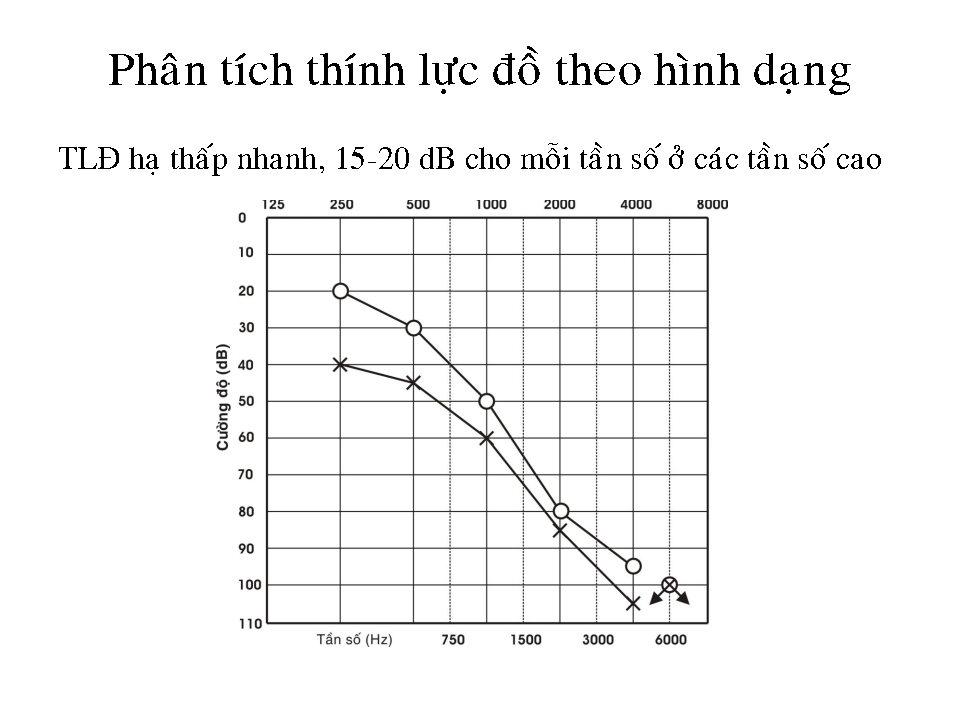 Phân tích thính lực đồ theo hình dạng
TLĐ hạ thấp nhanh, 15-20 dB cho mỗi tần số ở các tần số cao
125 250 500 1000 2000 4000 8000
0
10
20
30
40
50
60
70
80
90
100
110
Cường độ (dB)
Tần số (Hz) 750 1500 3000 6000